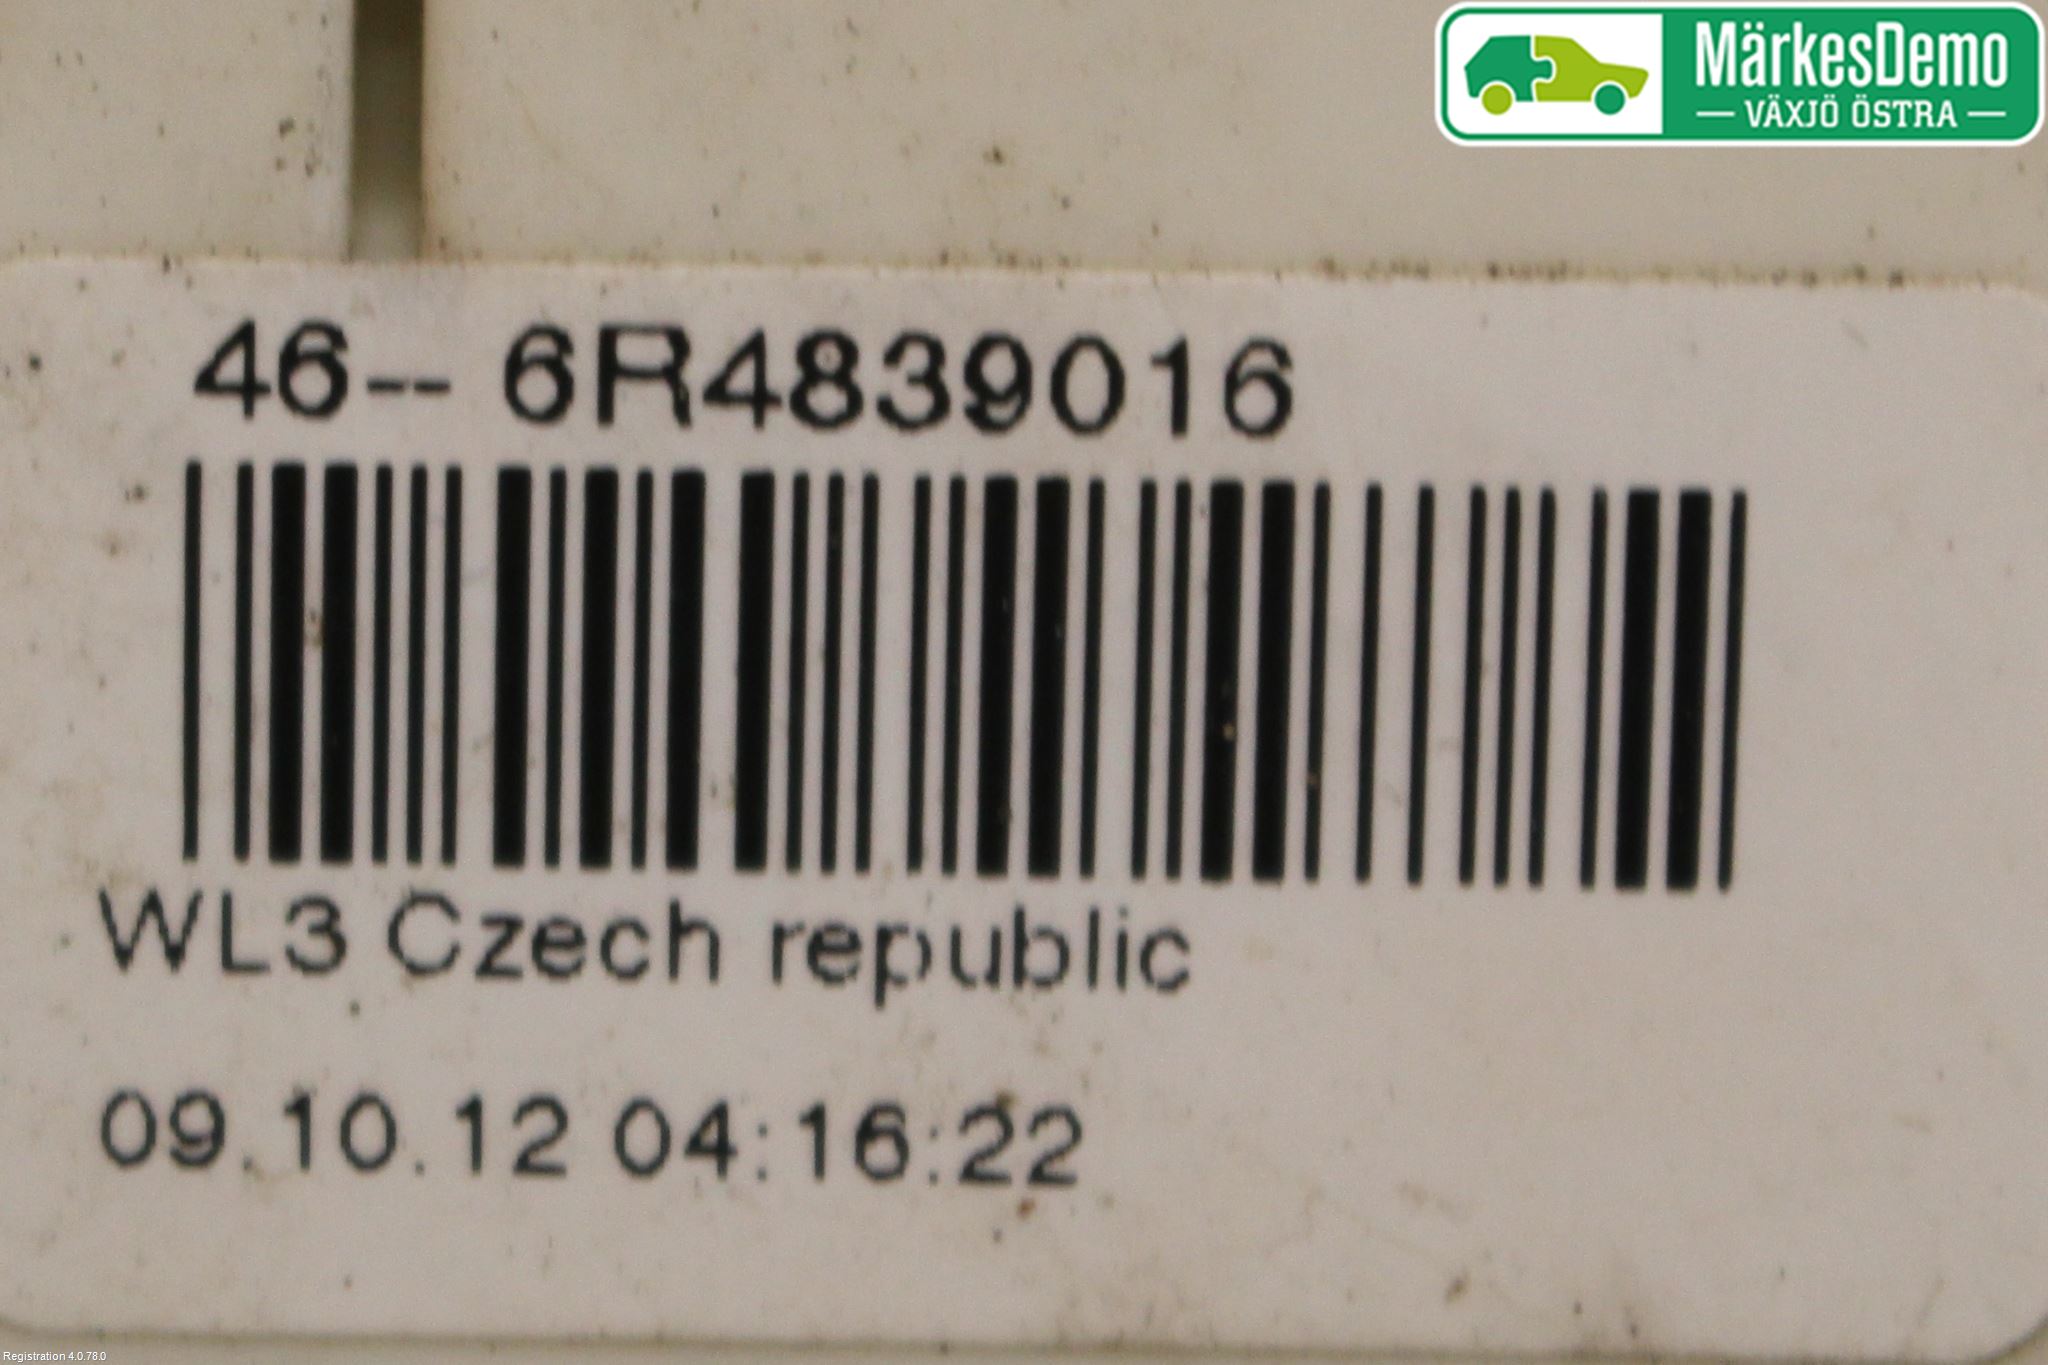 MärkesDemo
— VÄXJÖ ÖSTRA —
46-- 6R4839016
WL3 Czech republic
09.10.12 04:16:22
Registration 4.0.78.0